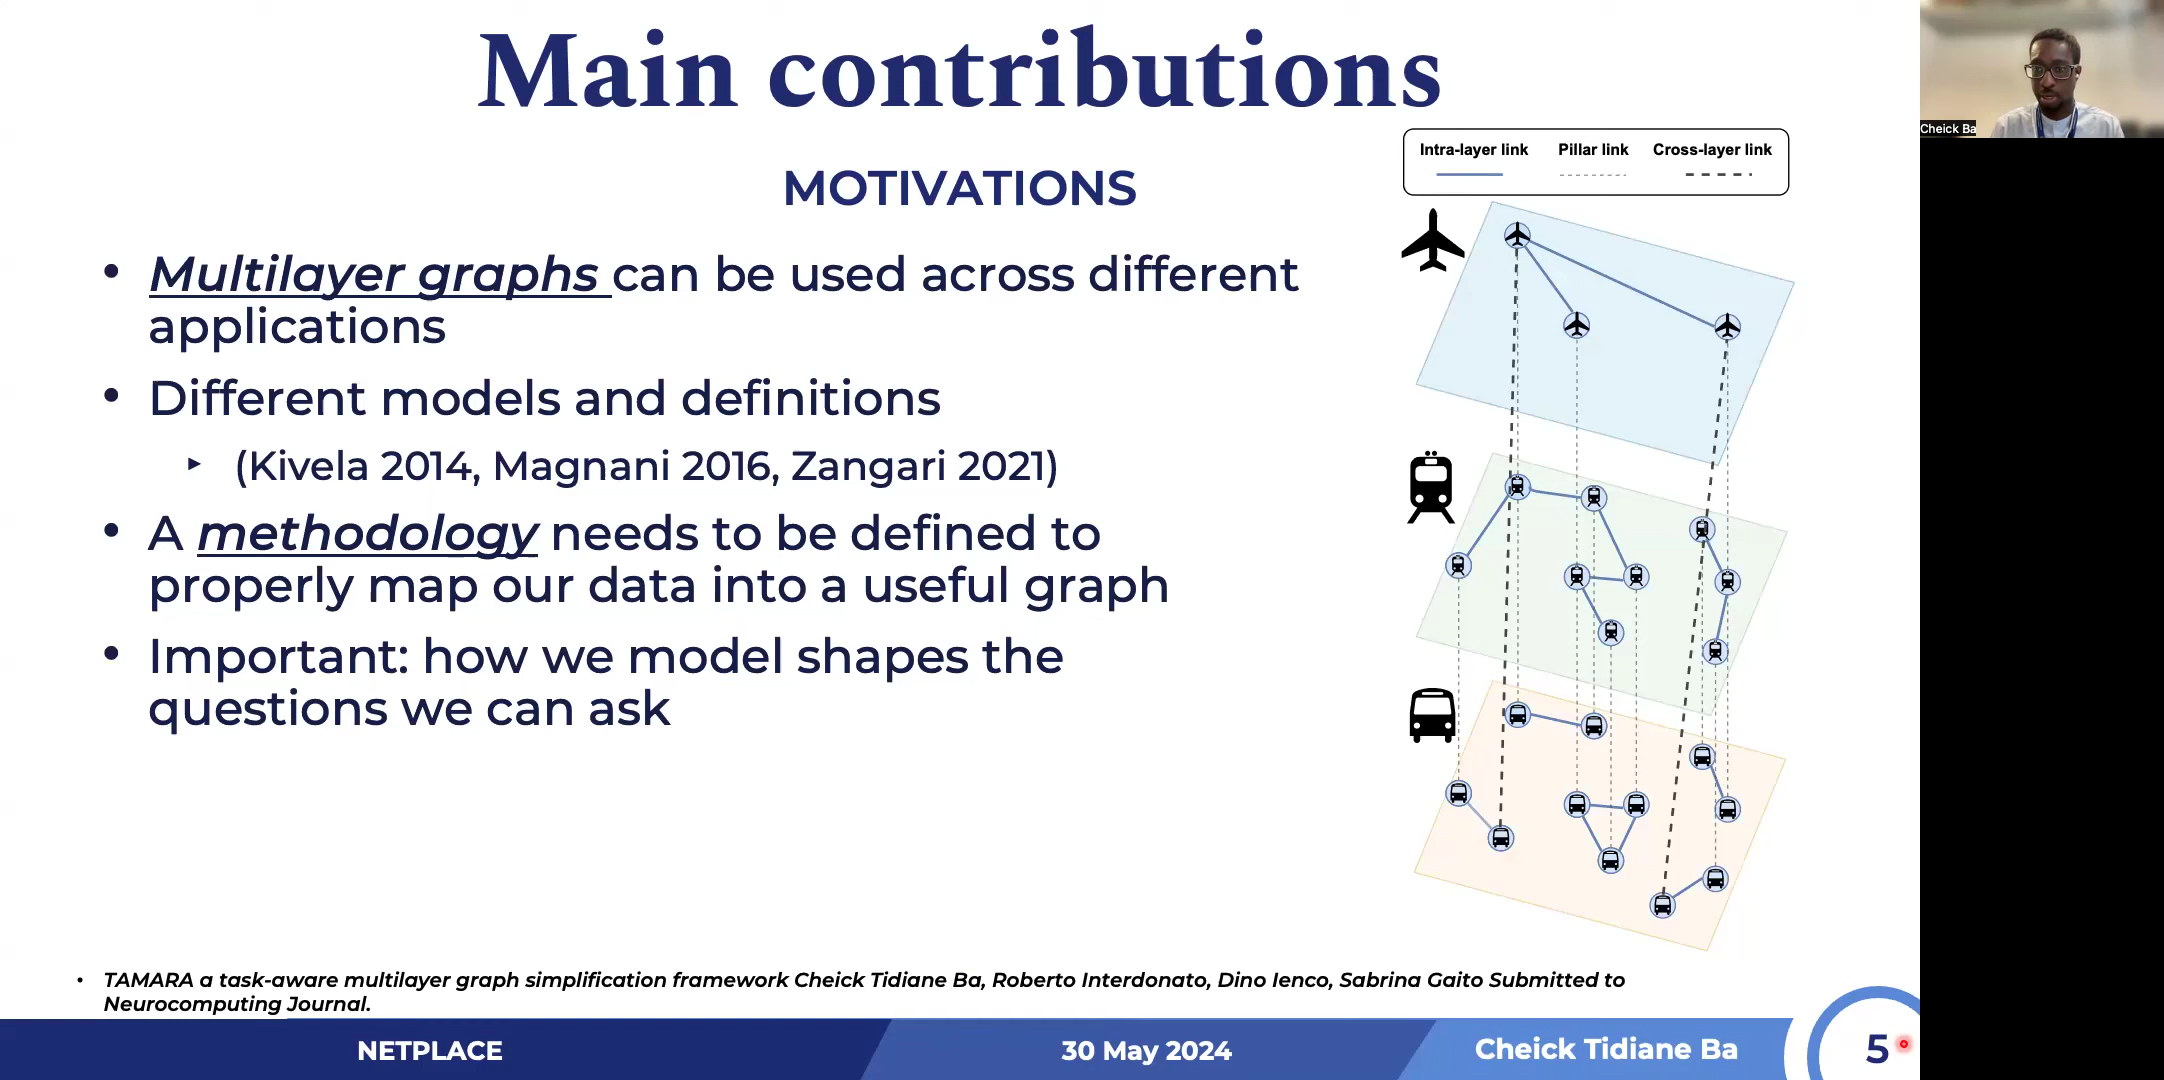 Main contributions
Cheick Ba
Intra-layer link Pillar link Cross-layer link
MOTIVATIONS
• Multilayer graphs can be used across different
applications
• Different models and definitions
‣ (Kivela 2014, Magnani 2016, Zangari 2021)
• A methodology needs to be defined to
properly map our data into a useful graph
• Important: how we model shapes the
questions we can ask
• TAMARA a task-aware multilayer graph simplification framework Cheick Tidiane Ba, Roberto Interdonato, Dino Ienco, Sabrina Gaito Submitted to
Neurocomputing Journal.
NETPLACE 30 May 2024 Cheick Tidiane Ba 5